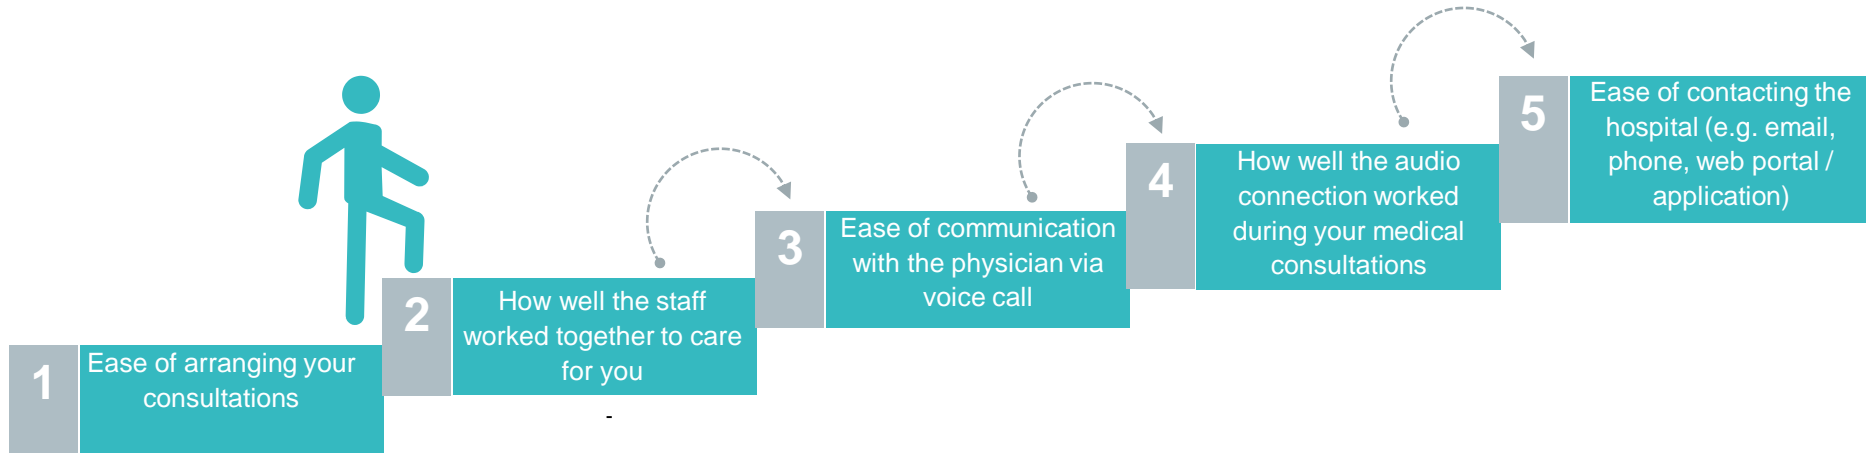 1
Ease of arranging your
consultations
2
How well the staff
worked together to care
for you
-
3
Ease of communication
with the physician via
voice call
4
How well the audio
connection worked
during your medical
consultations
5
Ease of contacting the
hospital (e.g. email,
phone, web portal /
application)